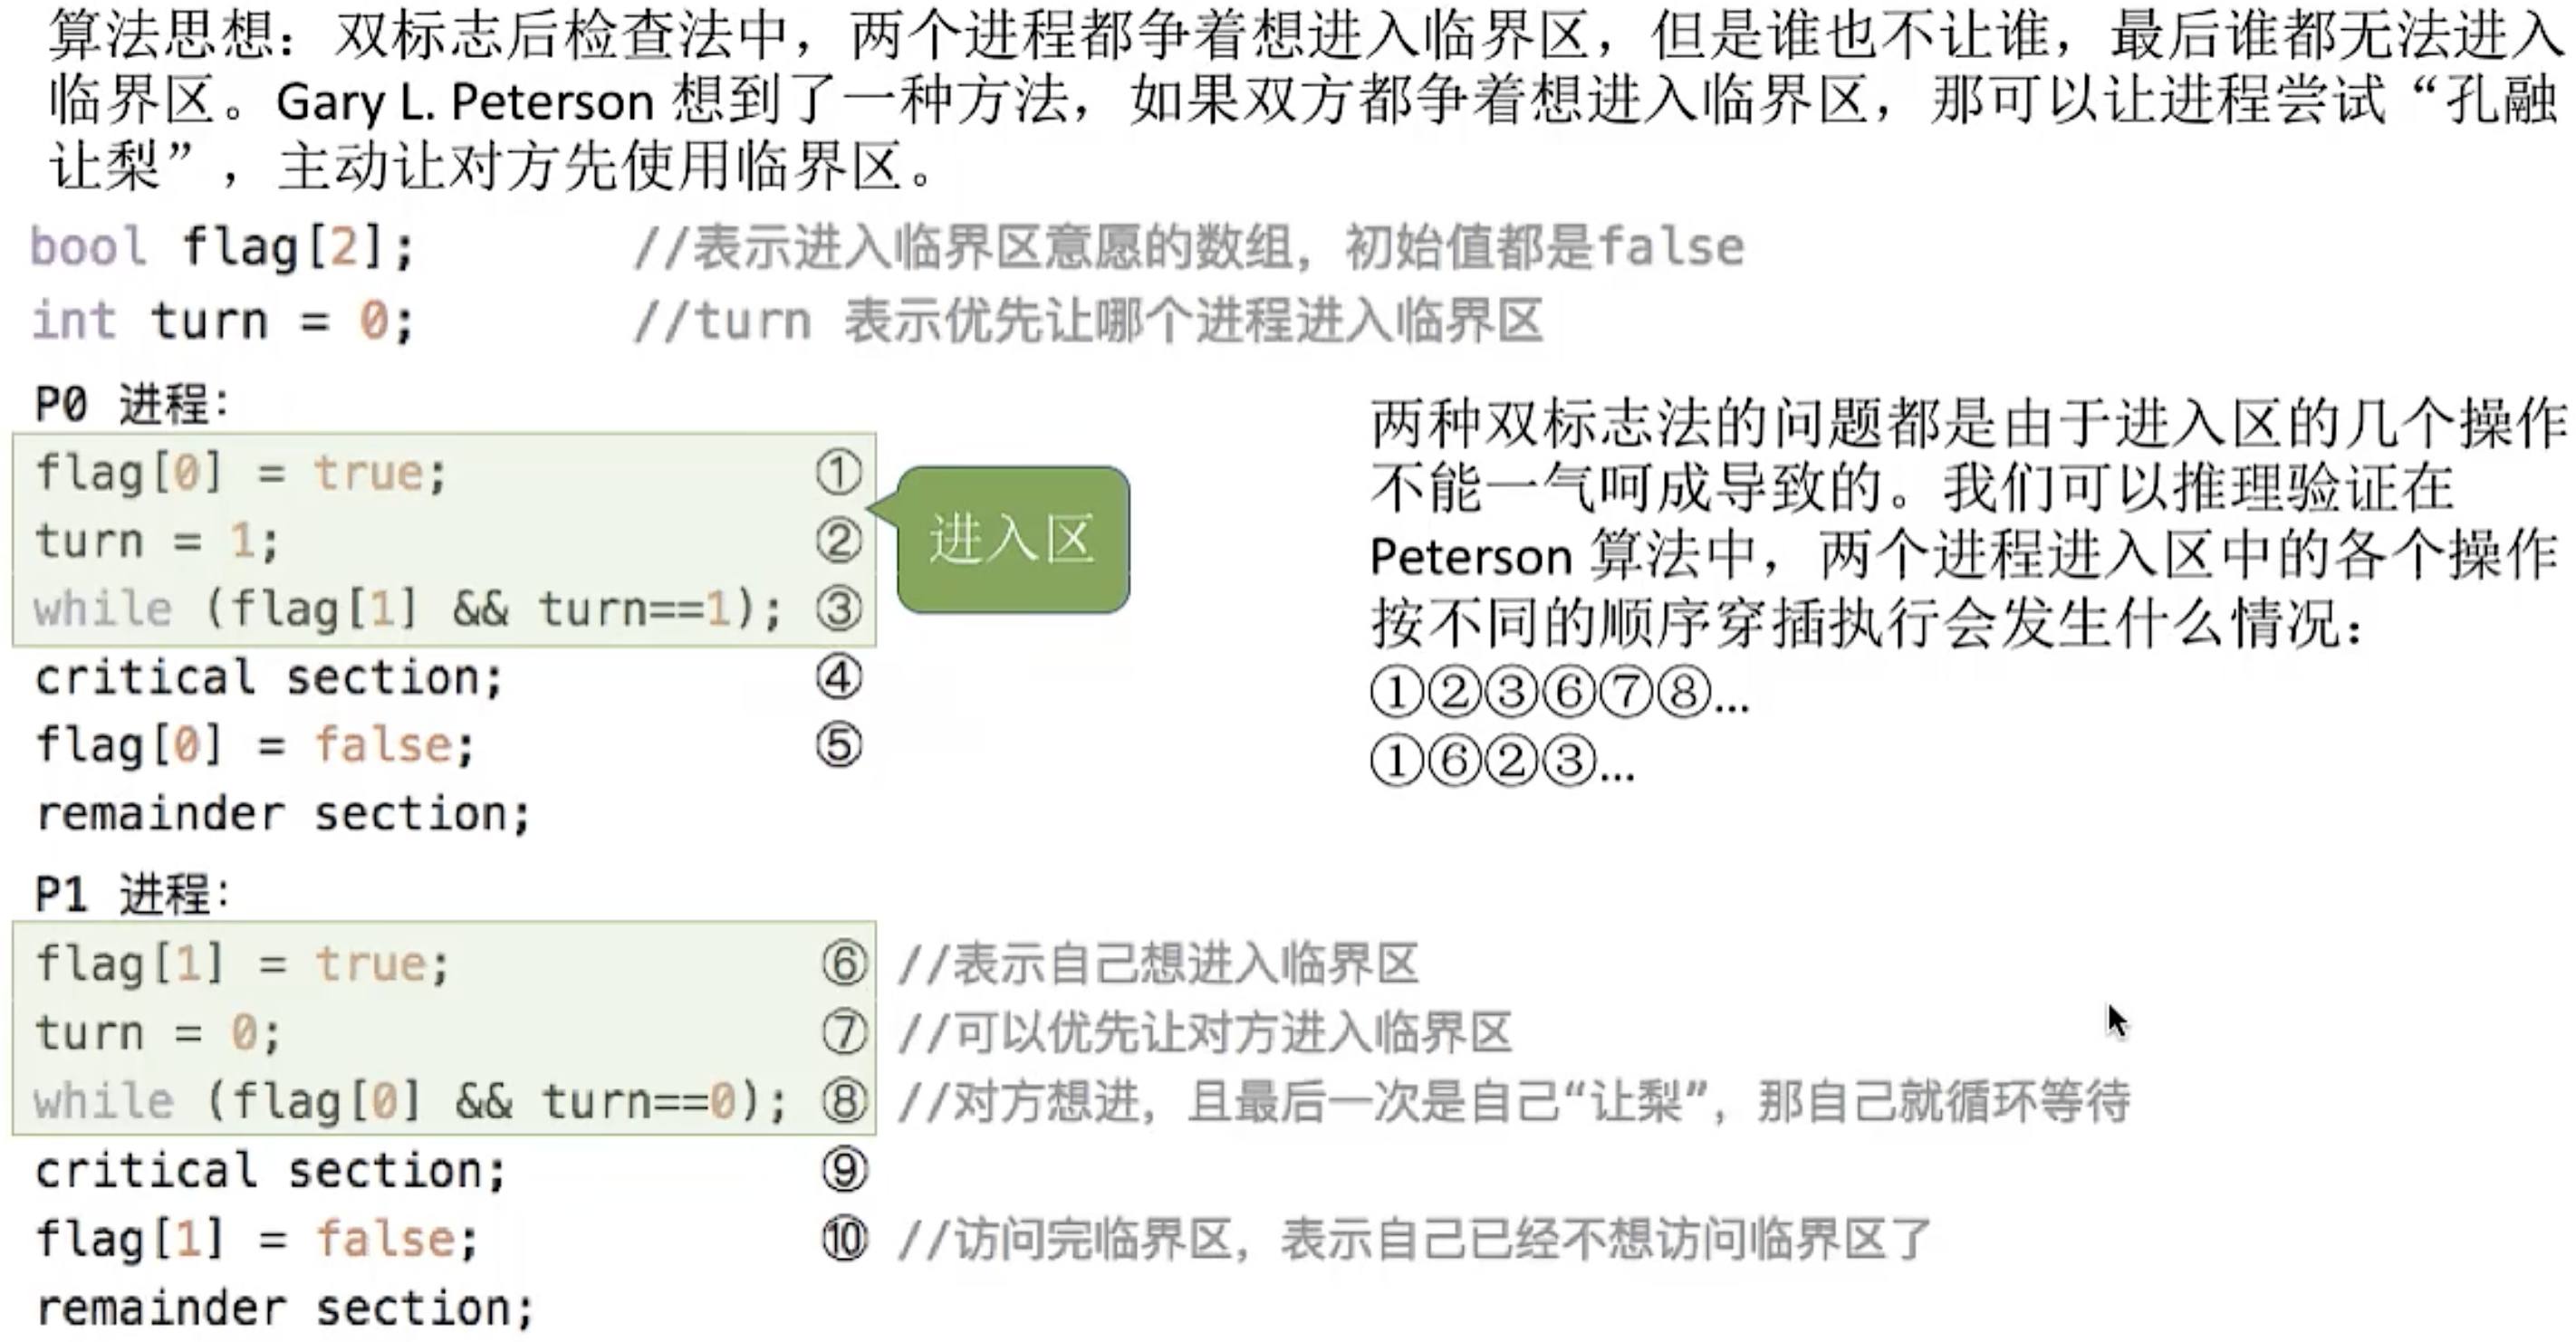 算法思想：双标志后检查法中，两个进程都争着想进入临界区，但是谁也不让谁，最后谁都无法进入
临界区。Gary L. Peterson 想到了一种方法，如果双方都争着想进入临界区，那可以让进程尝试“孔融
让梨”，主动让对方先使用临界区。
bool flag[2]; //表示进入临界区意愿的数组，初始值都是false
int turn = 0; //turn 表示优先让哪个进程进入临界区
P0 进程：
flag[0] = true; ①
turn = 1; ②
while (flag[1] && turn==1); ③
进入区
critical section; ④
flag[0] = false; ⑤
remainder section;
两种双标志法的问题都是由于进入区的几个操作
不能一气呵成导致的。我们可以推理验证在
Peterson 算法中，两个进程进入区中的各个操作
按不同的顺序穿插执行会发生什么情况：
①②③⑥⑦⑧...
①⑥②③...
P1 进程：
flag[1] = true; ⑥ //表示自己想进入临界区
turn = 0; ⑦ //可以优先让对方进入临界区
while (flag[0] && turn==0); ⑧ //对方想进，且最后一次是自己“让梨”，那自己就循环等待
critical section; ⑨
flag[1] = false; ⑩ //访问完临界区，表示自己已经不想访问临界区了
remainder section;